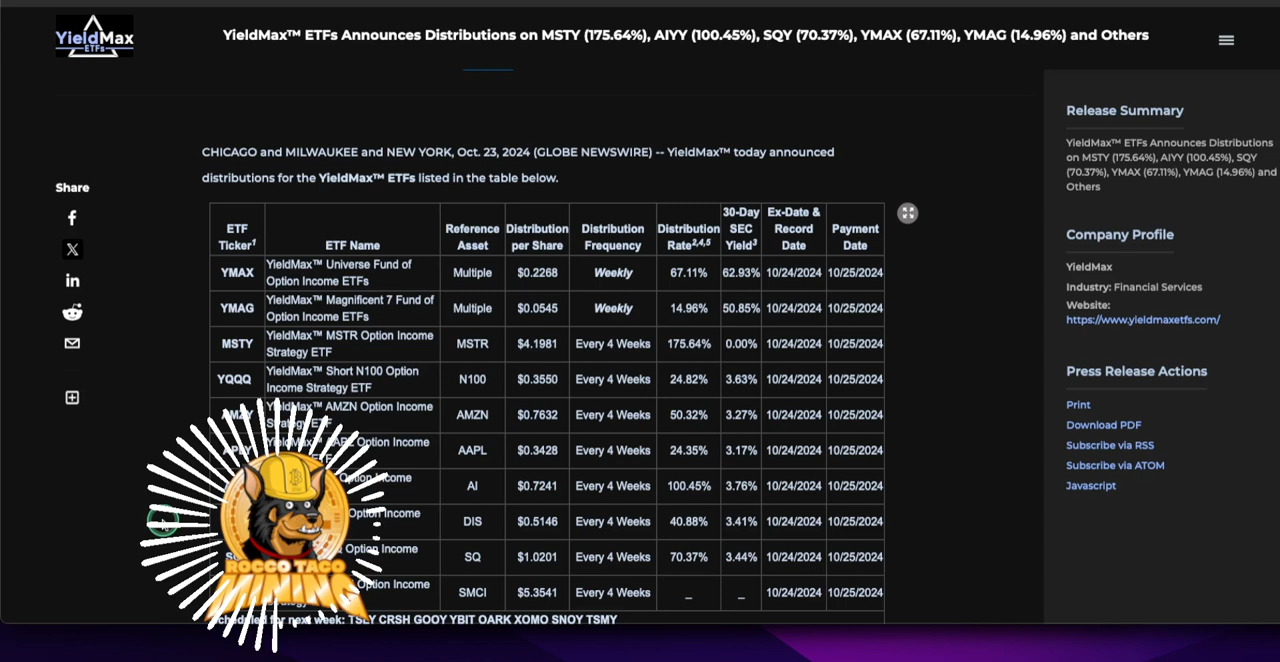 YieldMax
ETFs
YieldMax™ ETFs Announces Distributions on MSTY (175.64%), AIYY (100.45%), SQY (70.37%), YMAX (67.11%), YMAG (14.96%) and Others
CHICAGO and MILWAUKEE and NEW YORK, Oct. 23, 2024 (GLOBE NEWSWIRE) -- YieldMax™ today announced
distributions for the YieldMax™ ETFs listed in the table below.
Share
ETF Ticker1 ETF Name Reference Asset Distribution per Share Distribution Frequency Distribution Rate2,4,5 30-Day SEC Yield3 Ex-Date & Record Date Payment Date
YMAX YieldMax™ Universe Fund of Option Income ETFs Multiple $0.2268 Weekly 67.11% 62.93% 10/24/2024 10/25/2024
YMAG YieldMax™ Magnificent 7 Fund of Option Income ETFs Multiple $0.0545 Weekly 14.96% 50.85% 10/24/2024 10/25/2024
MSTY YieldMax™ MSTR Option Income Strategy ETF MSTR $4.1981 Every 4 Weeks 175.64% 0.00% 10/24/2024 10/25/2024
YQQQ YieldMax™ Short N100 Option Income Strategy ETF N100 $0.3550 Every 4 Weeks 24.82% 3.63% 10/24/2024 10/25/2024
AMZY YieldMax™ AMZN Option Income Strategy ETF AMZN $0.7632 Every 4 Weeks 50.32% 3.27% 10/24/2024 10/25/2024
APLY YieldMax™ AAPL Option Income ETF AAPL $0.3428 Every 4 Weeks 24.35% 3.17% 10/24/2024 10/25/2024
Option Income AI $0.7241 Every 4 Weeks 100.45% 3.76% 10/24/2024 10/25/2024
Option Income DIS $0.5146 Every 4 Weeks 40.88% 3.41% 10/24/2024 10/25/2024
Option Income SQ $1.0201 Every 4 Weeks 70.37% 3.44% 10/24/2024 10/25/2024
Option Income SMCI $5.3541 Every 4 Weeks _ _ 10/24/2024 10/25/2024
Scheduled for next week: TSLY CRSH GOOY YBIT OARK XOMO SNOY TSMY
ROCCO TACO
MINING
Release Summary
YieldMax™ ETFs Announces Distributions
on MSTY (175.64%), AIYY (100.45%), SQY
(70.37%), YMAX (67.11%), YMAG (14.96%) and
Others
Company Profile
YieldMax
Industry: Financial Services
Website:
https://www.yieldmaxetfs.com/
Press Release Actions
Print
Download PDF
Subscribe via RSS
Subscribe via ATOM
Javascript